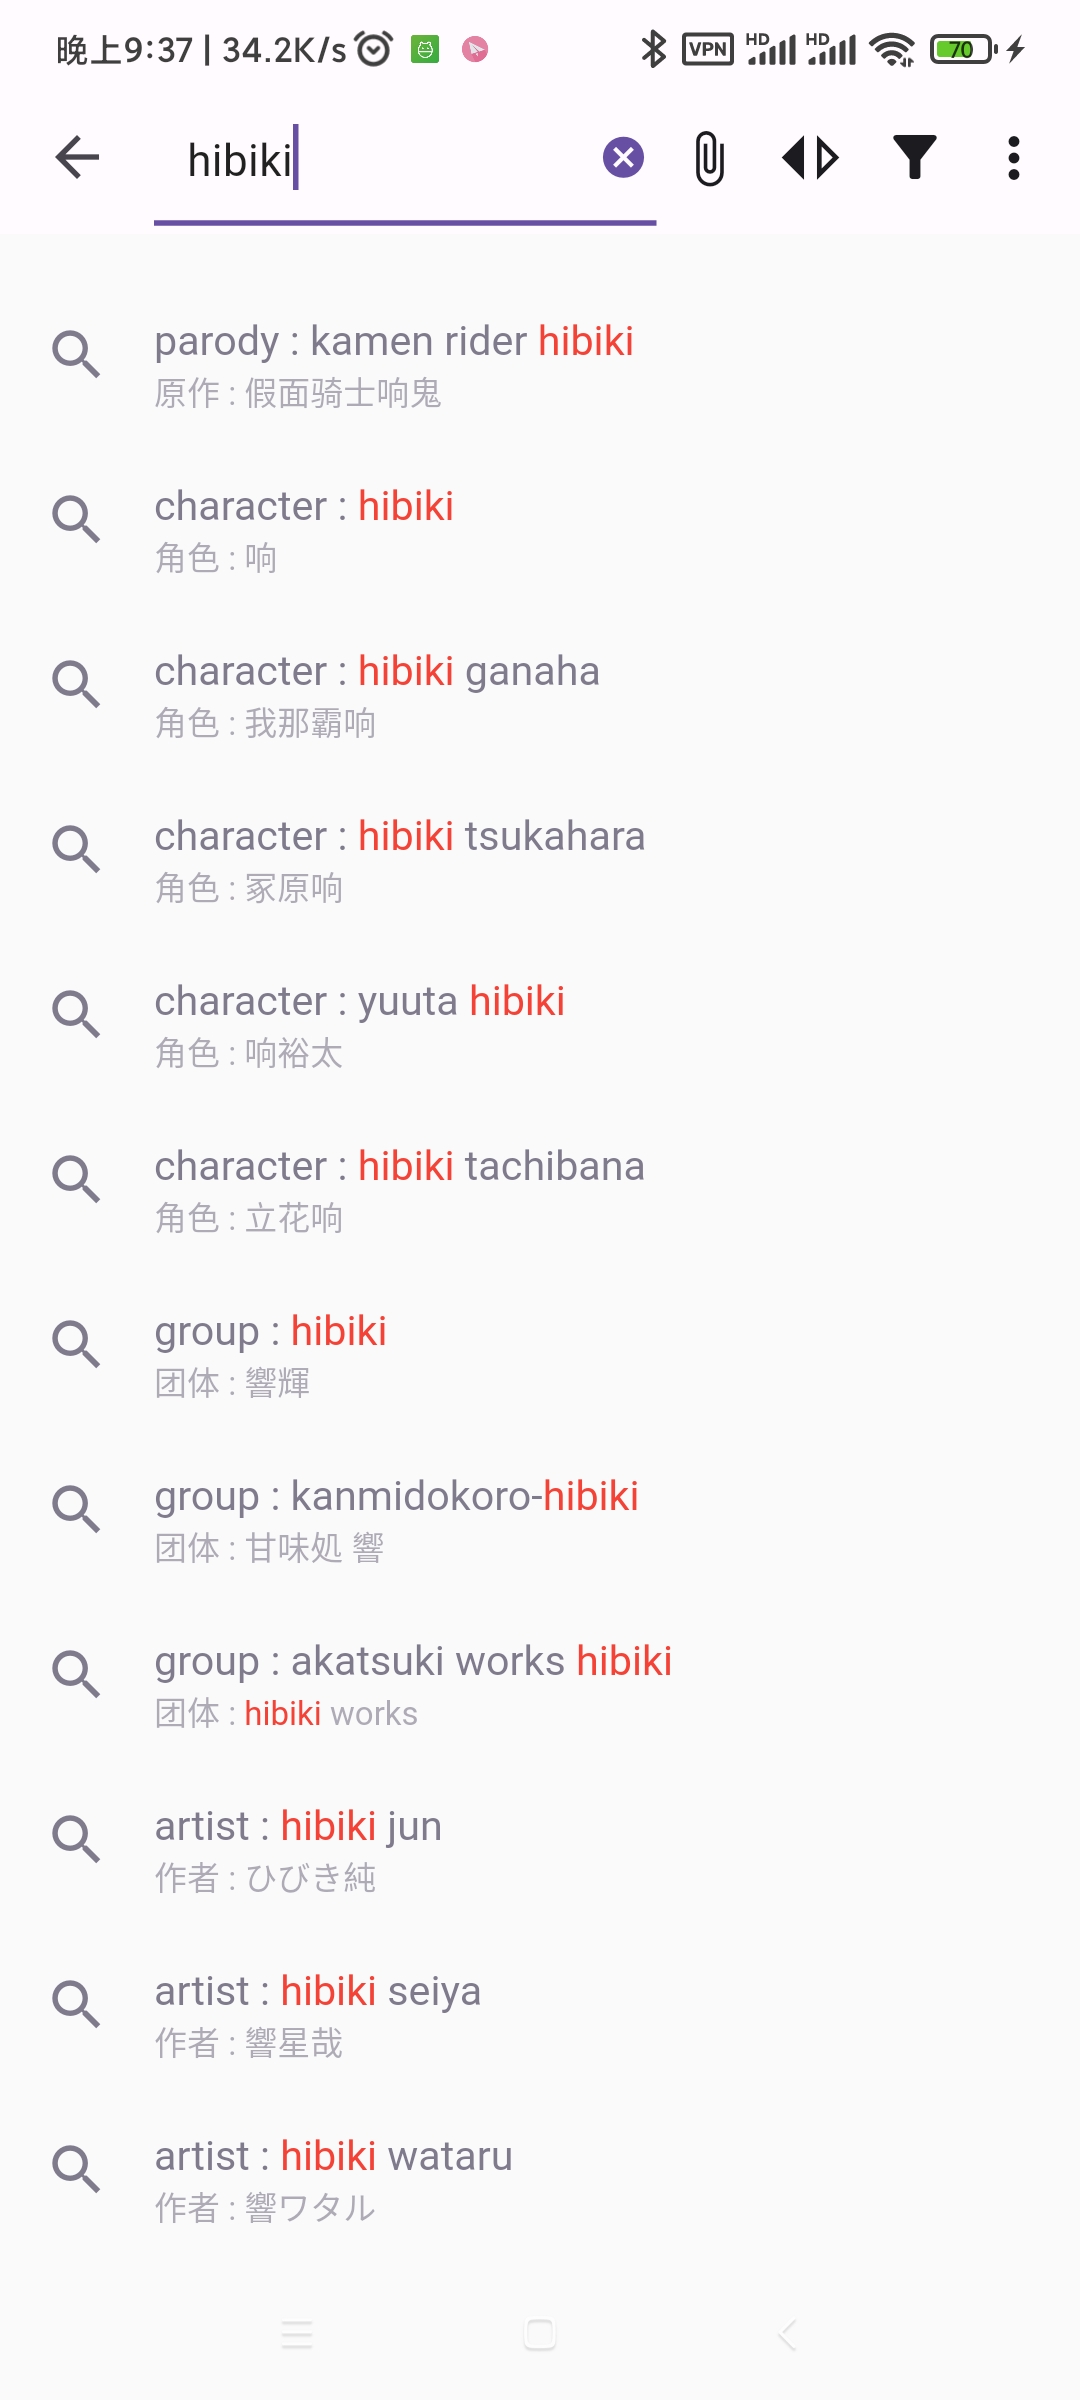 晚上9:37 | 34.2K/s
VPN HD HD 70
hibiki
parody : kamen rider hibiki
原作 : 假面骑士响鬼
character : hibiki
角色 : 响
character : hibiki ganaha
角色 : 我那霸响
character : hibiki tsukahara
角色 : 冢原响
character : yuuta hibiki
角色 : 响裕太
character : hibiki tachibana
角色 : 立花响
group : hibiki
团体 : 響輝
group : kanmidokoro-hibiki
团体 : 甘味処 響
group : akatsuki works hibiki
团体 : hibiki works
artist : hibiki jun
作者 : ひびき純
artist : hibiki seiya
作者 : 響星哉
artist : hibiki wataru
作者 : 響ワタル